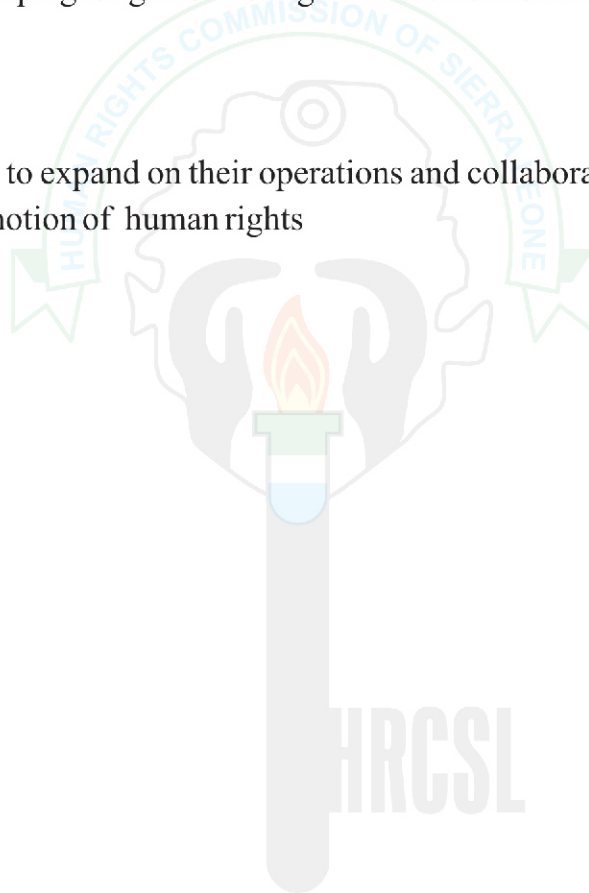 HUMAN RIGHTS COMMISSION OF SIERRA LEONE
to expand on their operations and collabora
notion of human rights
HRCSL